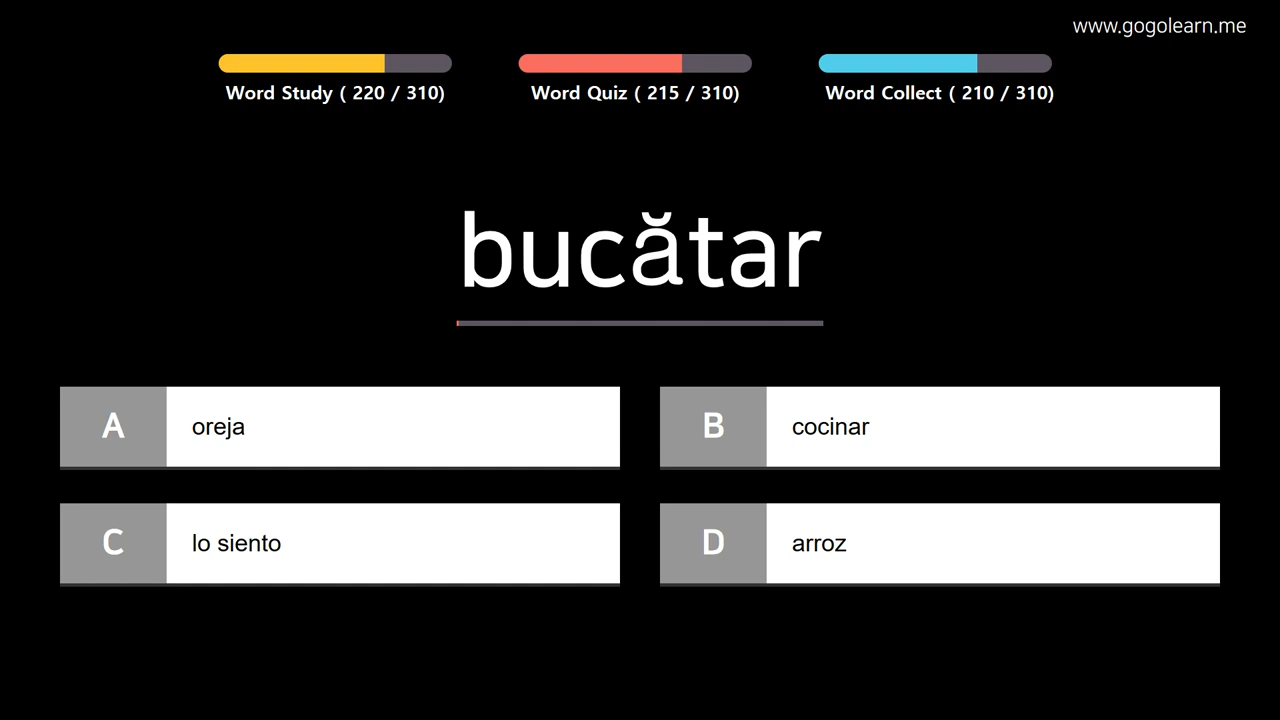 www.gogolearn.me
Word Study ( 220 / 310)
Word Quiz ( 215 / 310)
Word Collect ( 210 / 310)
bucătar
A oreja
B cocinar
C lo siento
D arroz